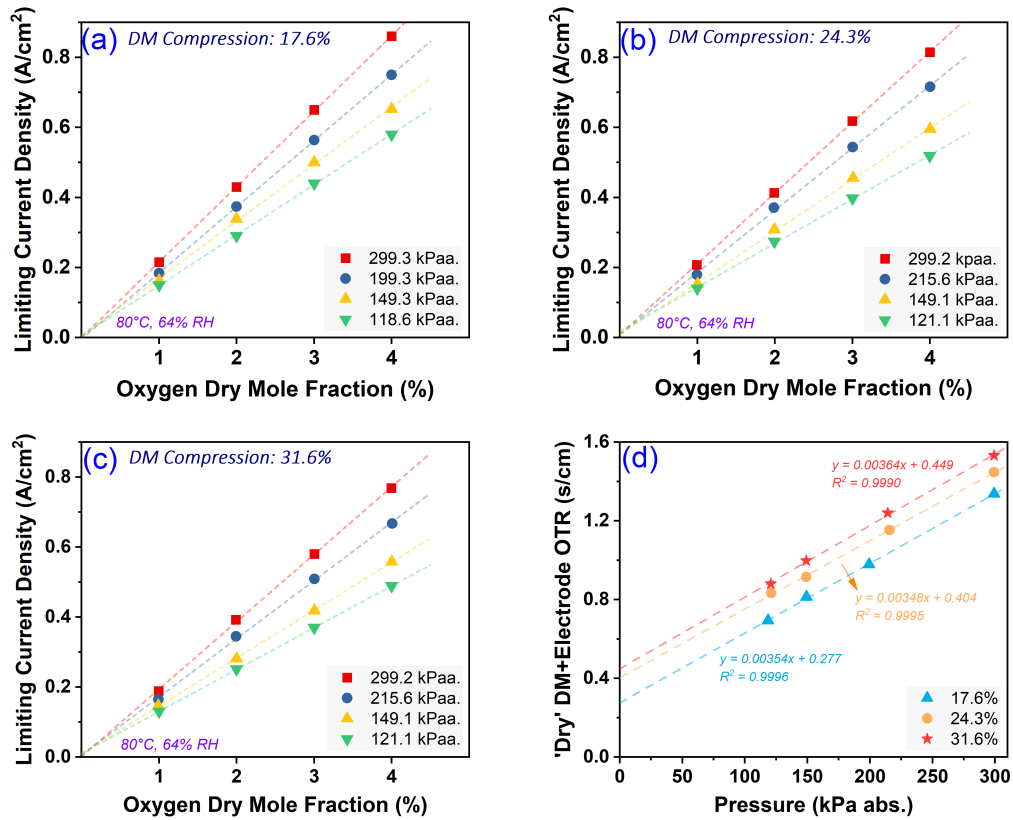 (a)
DM Compression: 17.6%
Limiting Current Density (A/cm²)
0.8
0.6
0.4
0.2
0.0
299.3 kPaa.
199.3 kPaa.
149.3 kPaa.
118.6 kPaa.
80°C, 64% RH
1 2 3 4
Oxygen Dry Mole Fraction (%)
(b)
DM Compression: 24.3%
Limiting Current Density (A/cm²)
0.8
0.6
0.4
0.2
0.0
299.2 kpaa.
215.6 kPaa.
149.1 kPaa.
121.1 kPaa.
80°C, 64% RH
1 2 3 4
Oxygen Dry Mole Fraction (%)
(c)
DM Compression: 31.6%
Limiting Current Density (A/cm²)
0.8
0.6
0.4
0.2
0.0
299.2 kPaa.
215.6 kPaa.
149.1 kPaa.
121.1 kPaa.
80°C, 64% RH
1 2 3 4
Oxygen Dry Mole Fraction (%)
(d)
'Dry' DM+Electrode OTR (s/cm)
1.6
1.2
0.8
0.4
0.0
y = 0.00364x + 0.449
R² = 0.9990
y = 0.00348x + 0.404
R² = 0.9995
y = 0.00354x + 0.277
R² = 0.9996
17.6%
24.3%
31.6%
0 50 100 150 200 250 300
Pressure (kPa abs.)